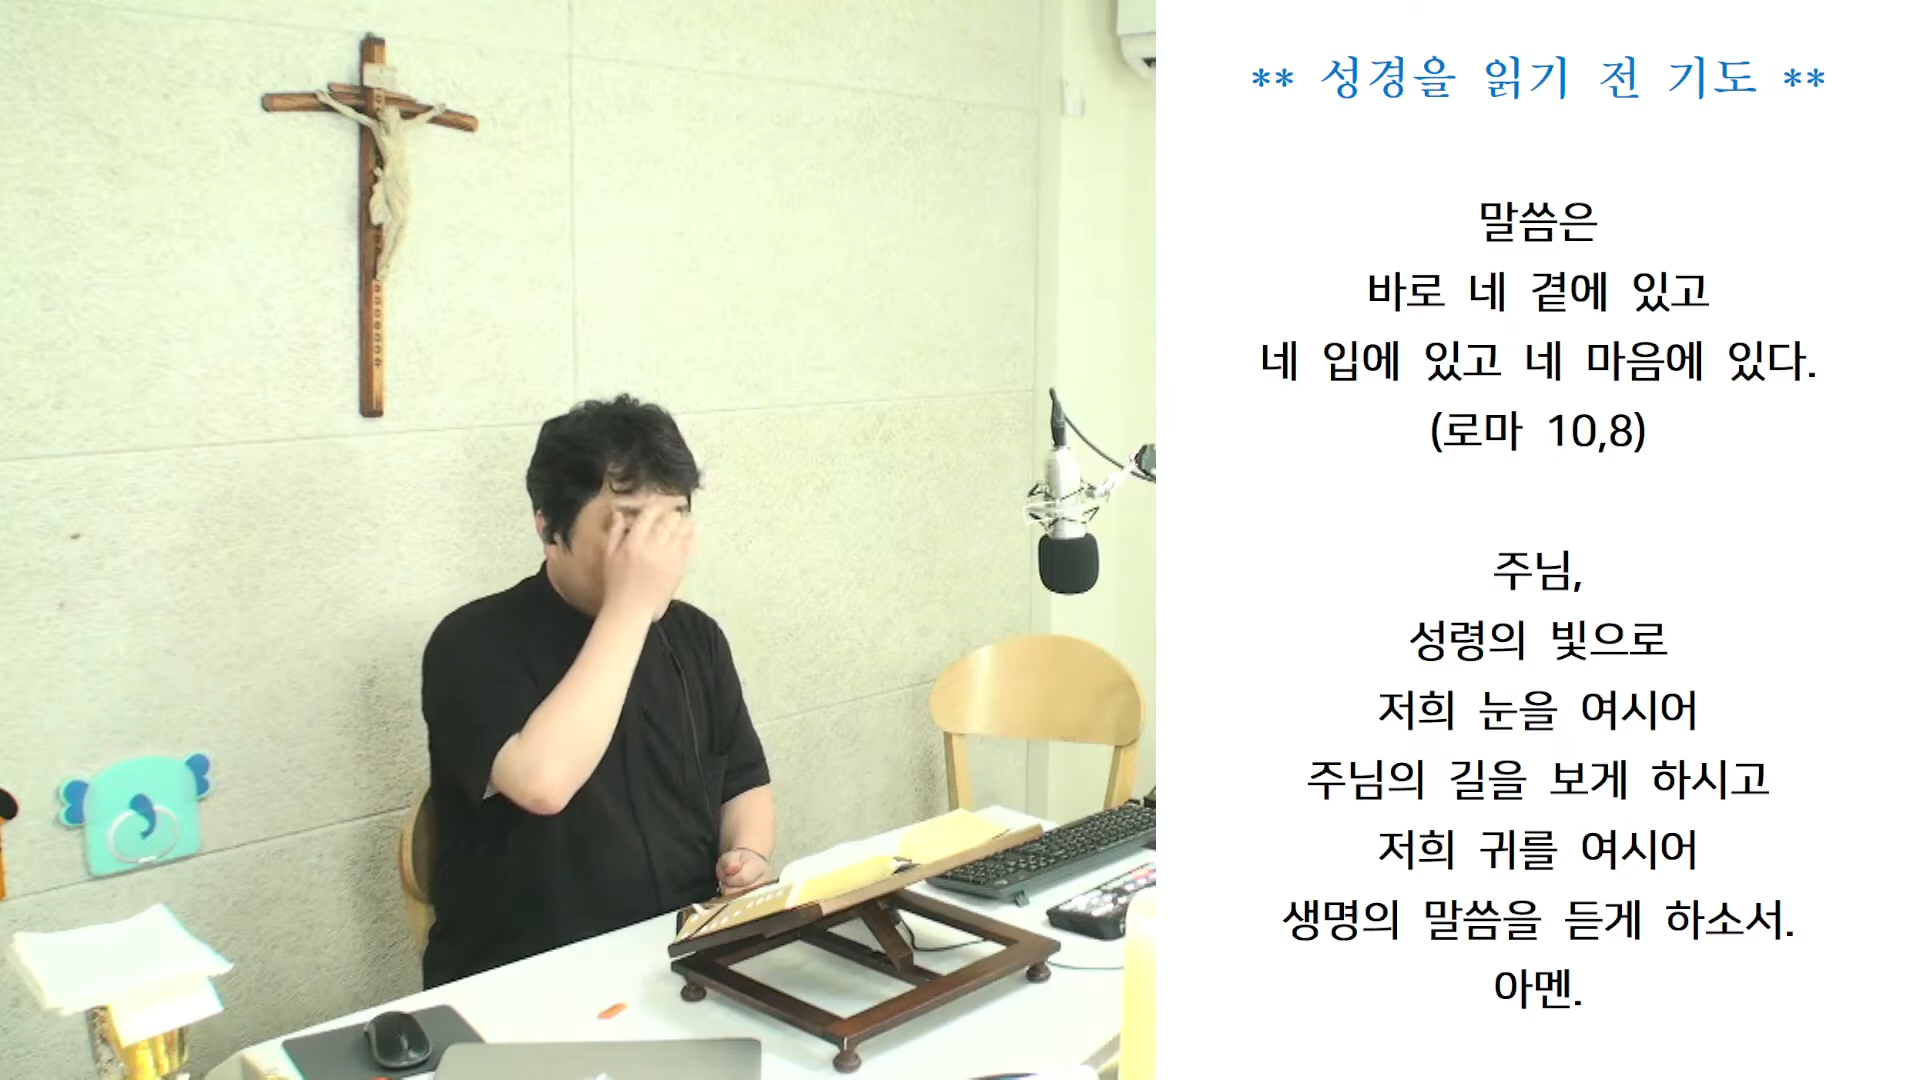 ** 성경을 읽기 전 기도 **
말씀은
바로 네 곁에 있고
네 입에 있고 네 마음에 있다.
(로마 10,8)
주님,
성령의 빛으로
저희 눈을 여시어
주님의 길을 보게 하시고
저희 귀를 여시어
생명의 말씀을 듣게 하소서.
아멘.